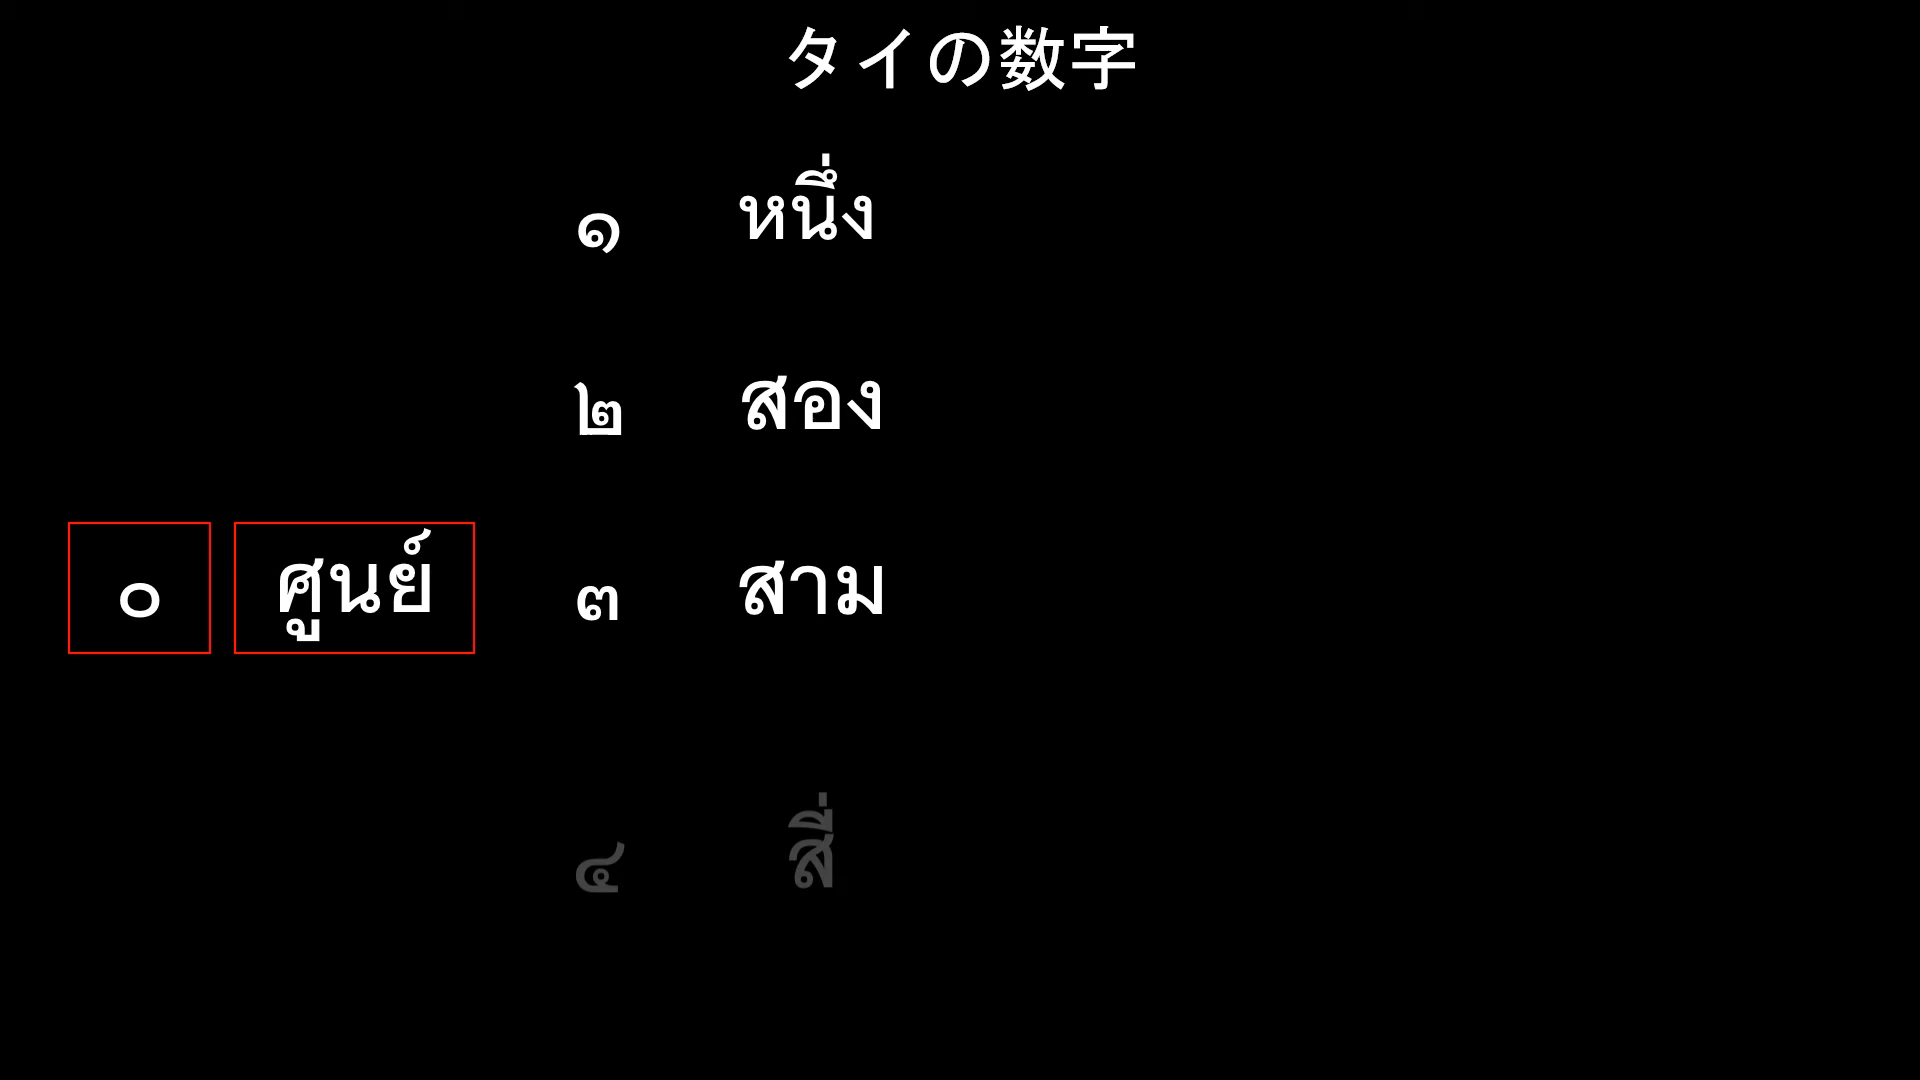 タイの数字
๑ หนึ่ง
๒ สอง
๐ ศูนย์ ๓ สาม
๔ สี่